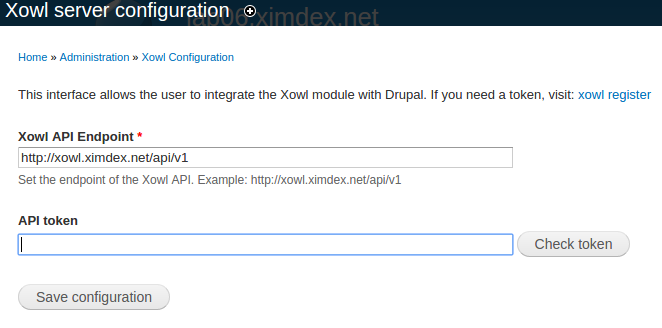 Xowl server configuration
lab06.ximdex.net
Home » Administration » Xowl Configuration
This interface allows the user to integrate the Xowl module with Drupal. If you need a token, visit: xowl register
Xowl API Endpoint *
http://xowl.ximdex.net/api/v1
Set the endpoint of the Xowl API. Example: http://xowl.ximdex.net/api/v1
API token
Check token
Save configuration